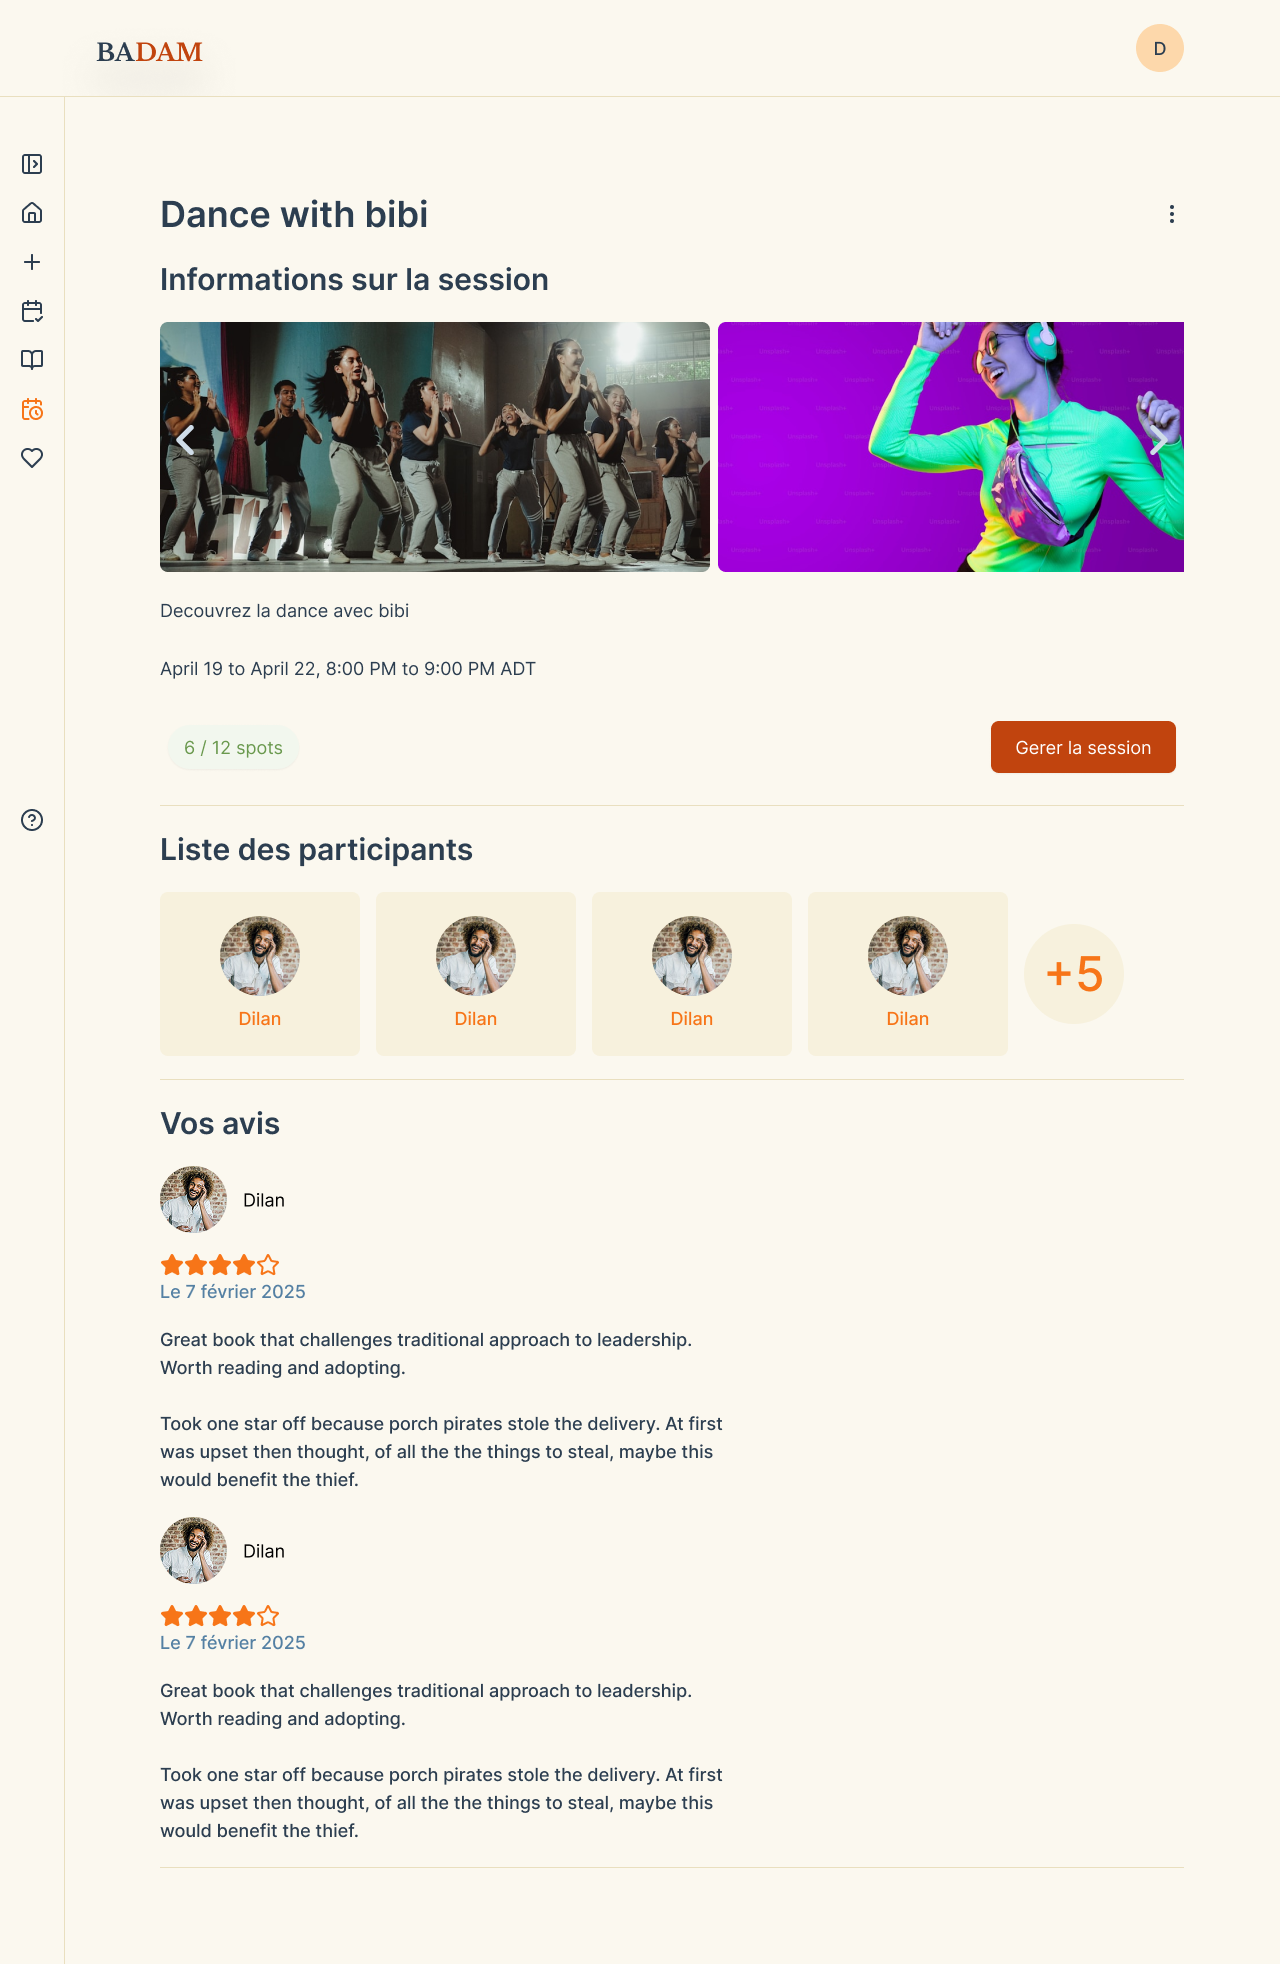 BADAM
D
Dance with bibi
Informations sur la session
Decouvrez la dance avec bibi
April 19 to April 22, 8:00 PM to 9:00 PM ADT
6 / 12 spots
Gerer la session
Liste des participants
Dilan
Dilan
Dilan
Dilan
+5
Vos avis
Dilan
Le 7 février 2025
Great book that challenges traditional approach to leadership.
Worth reading and adopting.
Took one star off because porch pirates stole the delivery. At first
was upset then thought, of all the the things to steal, maybe this
would benefit the thief.
Dilan
Le 7 février 2025
Great book that challenges traditional approach to leadership.
Worth reading and adopting.
Took one star off because porch pirates stole the delivery. At first
was upset then thought, of all the the things to steal, maybe this
would benefit the thief.